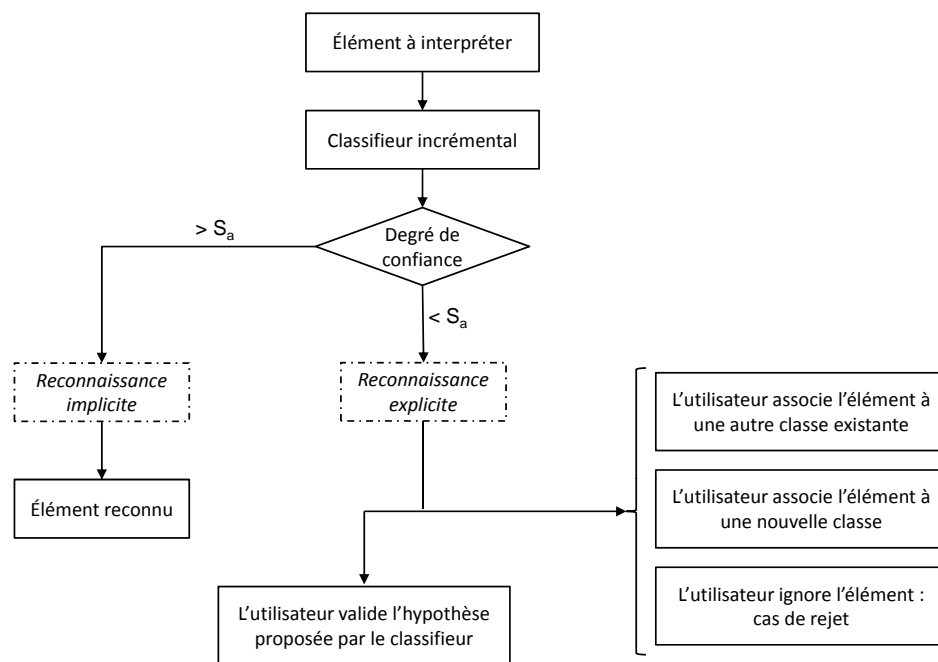 Élément à interpréter
Classifieur incrémental
Degré de
confiance
> Sa
< Sa
Reconnaissance
implicite
Reconnaissance
explicite
Élément reconnu
L'utilisateur valide l'hypothèse
proposée par le classifieur
L'utilisateur associe l'élément à
une autre classe existante
L'utilisateur associe l'élément à
une nouvelle classe
L'utilisateur ignore l'élément :
cas de rejet